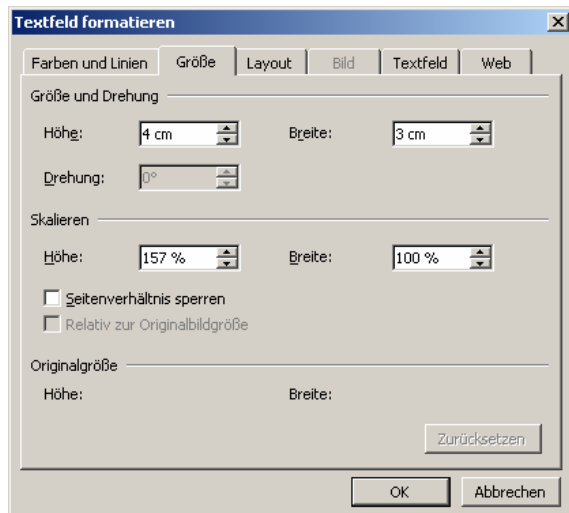 Textfeld formatieren
Farben und Linien Größe Layout Bild Textfeld Web
Größe und Drehung
Höhe: 4 cm Breite: 3 cm
Drehung: 0°
Skalieren
Höhe: 157 % Breite: 100 %
Seitenverhältnis sperren
Relativ zur Originalbildgröße
Originalgröße
Höhe: Breite:
Zurücksetzen
OK Abbrechen